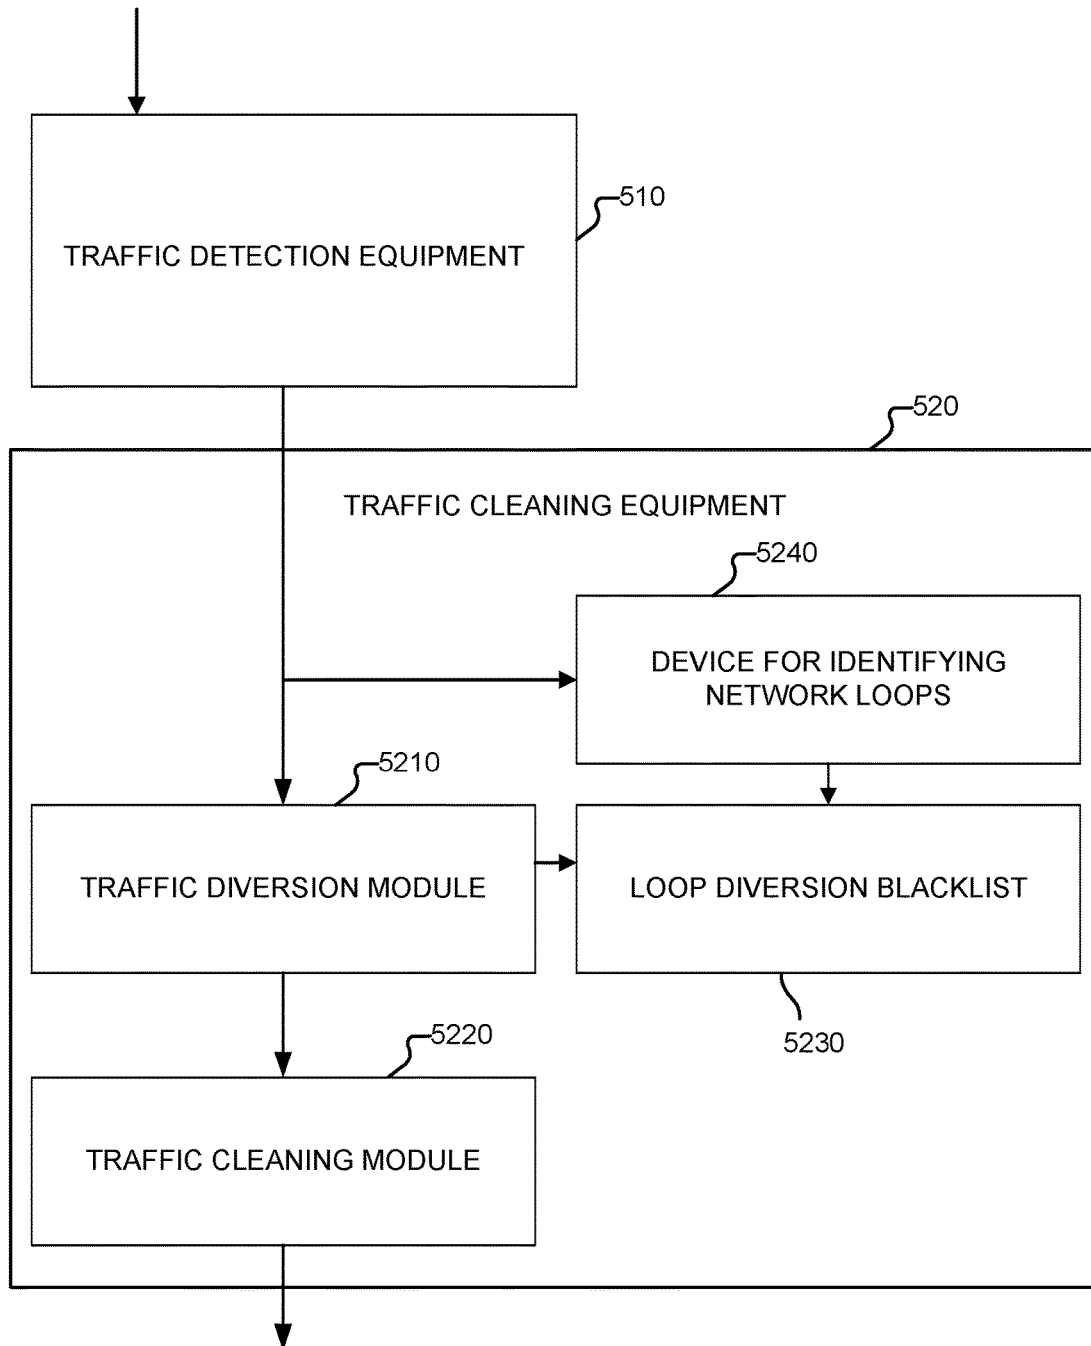 510
TRAFFIC DETECTION EQUIPMENT
520
TRAFFIC CLEANING EQUIPMENT
5240
DEVICE FOR IDENTIFYING
NETWORK LOOPS
5210
TRAFFIC DIVERSION MODULE
LOOP DIVERSION BLACKLIST
5220
5230
TRAFFIC CLEANING MODULE